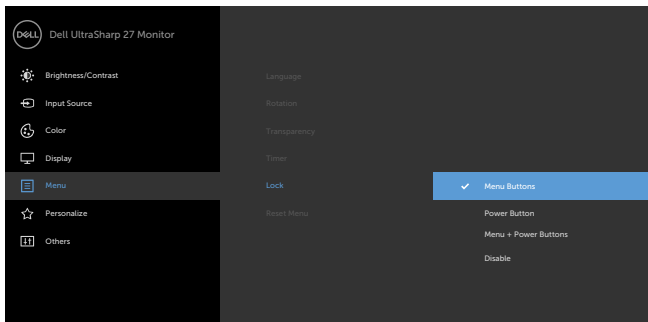 DELL Dell UltraSharp 27 Monitor
Brightness/Contrast
Input Source
Color
Display
Menu
Personalize
Others
Language
Rotation
Transparency
Timer
Lock
Reset Menu
Menu Buttons
Power Button
Menu + Power Buttons
Disable